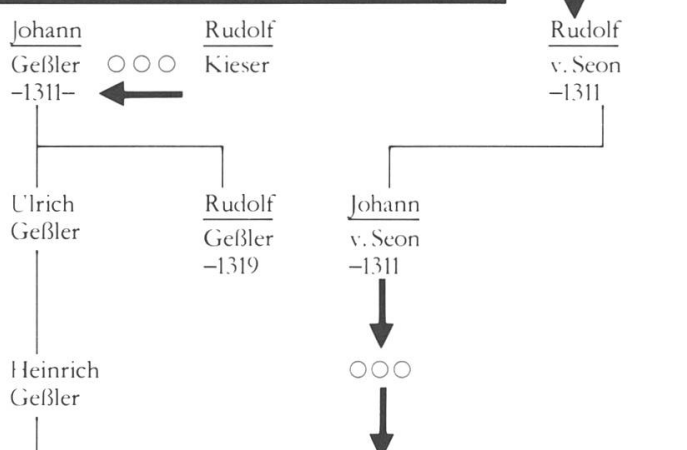 Johann
Geßler
–1311–
Rudolf
Kieser
Rudolf
v. Seon
–1311
Ulrich
Geßler
Rudolf
Geßler
–1319
Johann
v. Seon
–1311
Heinrich
Geßler